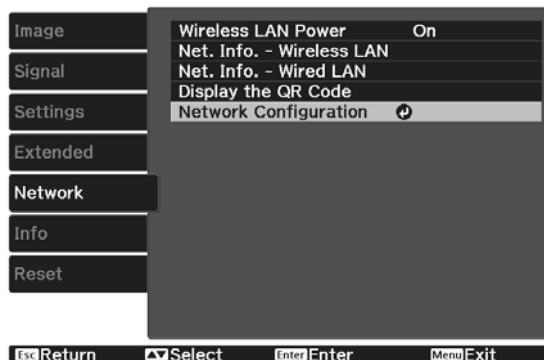 Image
Signal
Settings
Extended
Network
Info
Reset
Wireless LAN Power On
Net. Info. - Wireless LAN
Net. Info. - Wired LAN
Display the QR Code
Network Configuration
Esc Return Select Enter Enter Menu Exit